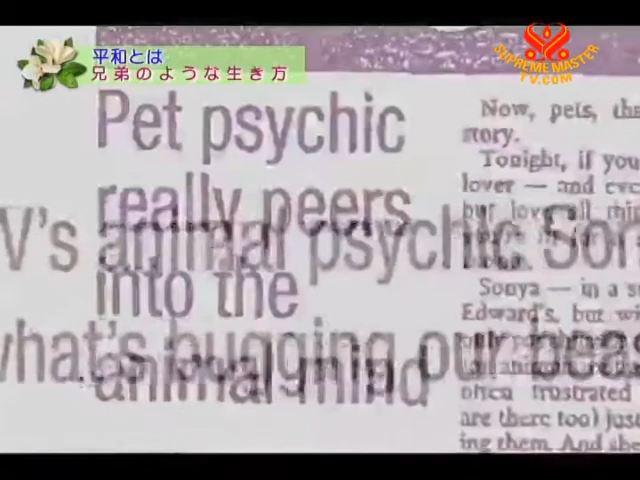 平和とは
兄弟のような生き方
SUPREME MASTER
TV.COM
Pet psychic
really peers
into the
animal mind
V's animal psychic Son
what's bugging our beas
Now, pets, the
story.
Tonight, if you
lover — and eve
Sonya — in a s
Edward's, but wi
often frustrated
are there too) just
ing them. And she